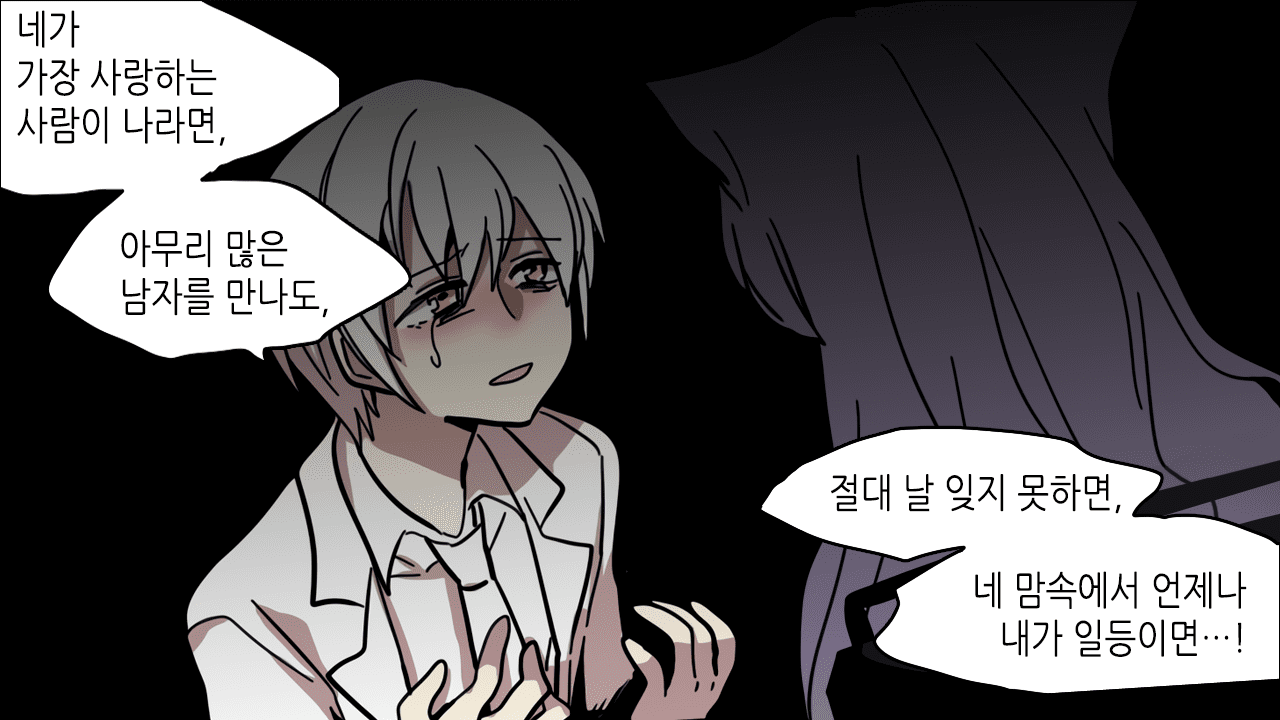 네가
가장 사랑하는
사람이 나라면,
아무리 많은
남자를 만나도,
절대 날 잊지 못하면,
네 맘속에서 언제나
내가 일등이면…!